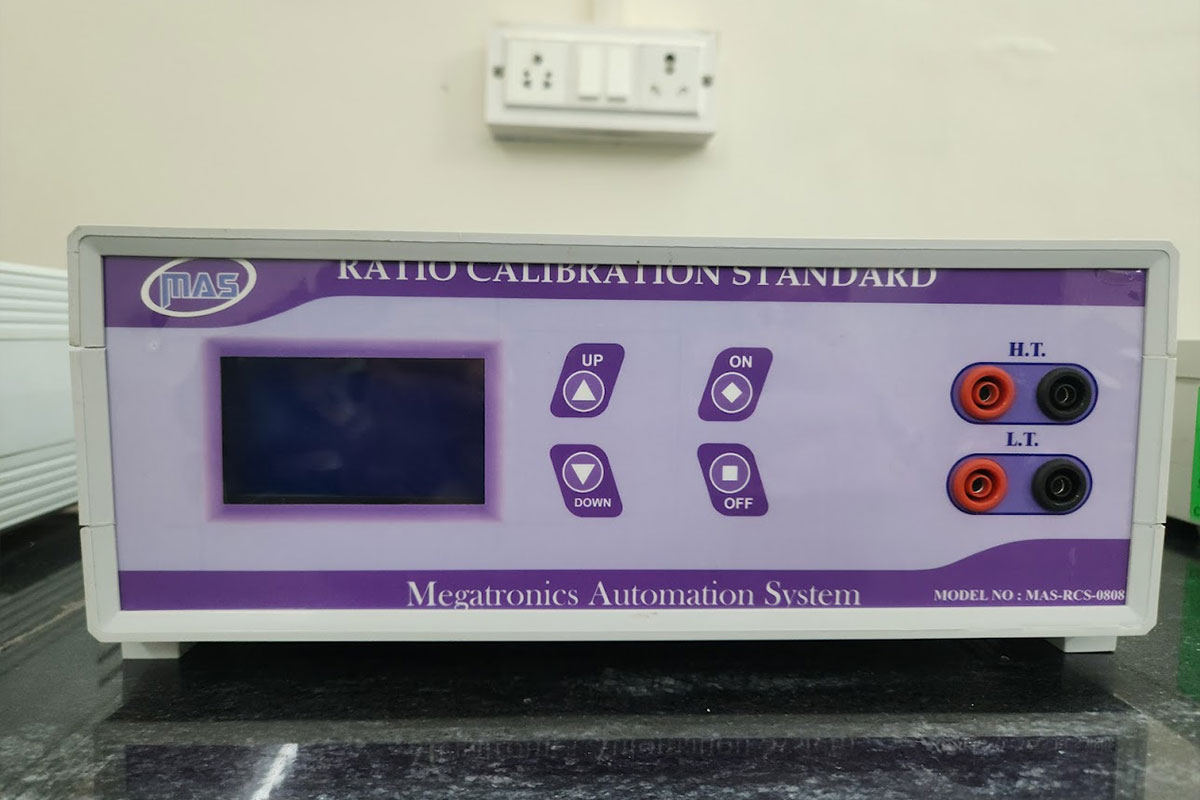 MAS
RATIO CALIBRATION STANDARD
UP
ON
H.T.
L.T.
DOWN
OFF
Megatronics Automation System
MODEL NO : MAS-RCS-0808